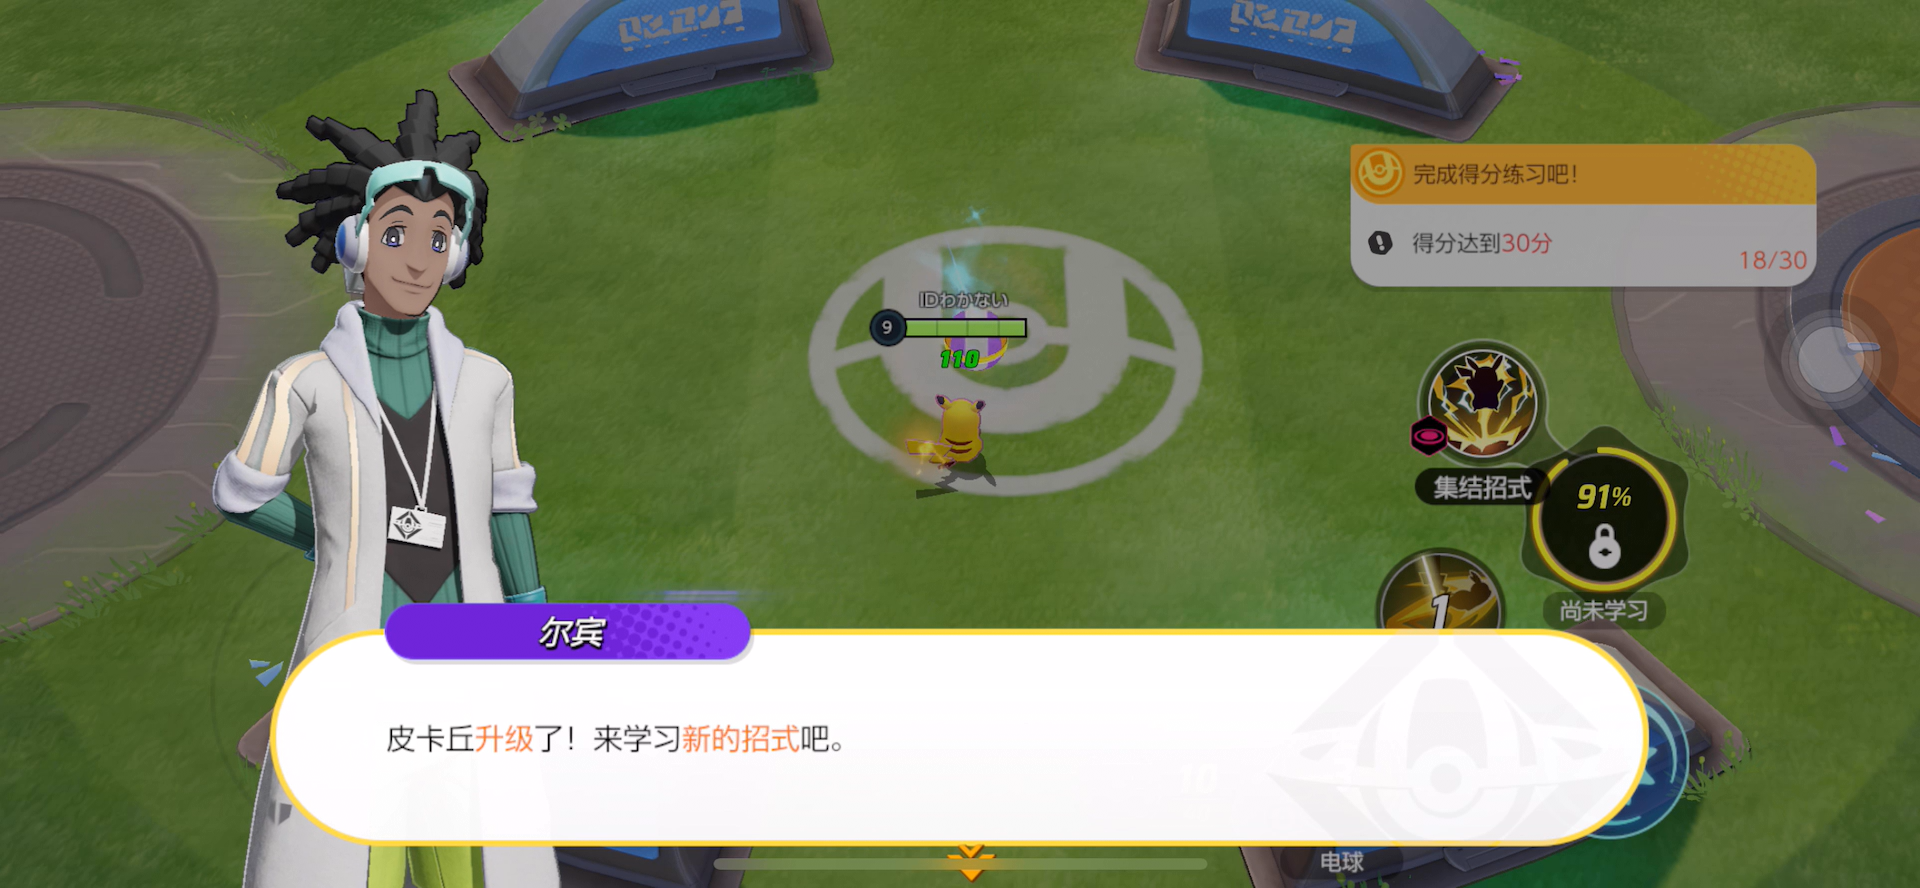 完成得分练习吧！
得分达到30分
18/30
IDわかない
9
110
集结招式
91%
尚未学习
1
尔宾
皮卡丘升级了！来学习新的招式吧。
10
电球